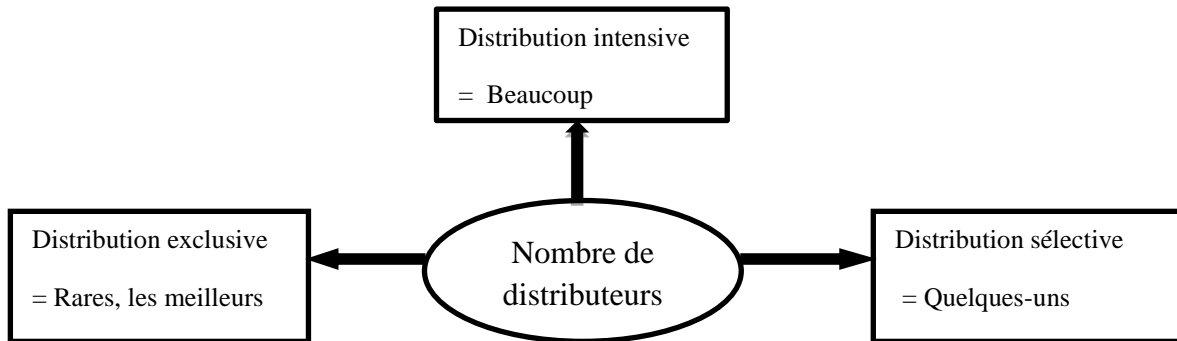 Distribution intensive
= Beaucoup
Distribution exclusive
= Rares, les meilleurs
Nombre de
distributeurs
Distribution sélective
= Quelques-uns